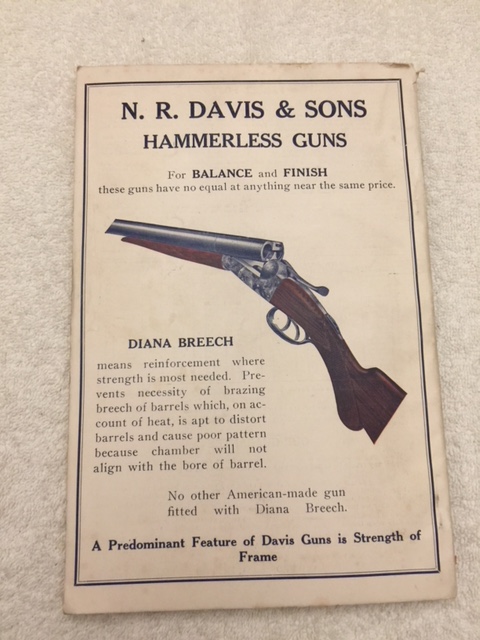 N. R. DAVIS & SONS
HAMMERLESS GUNS
For BALANCE and FINISH
these guns have no equal at anything near the same price.
DIANA BREECH
means reinforcement where
strength is most needed. Pre-
vents necessity of brazing
breech of barrels which, on ac-
count of heat, is apt to distort
barrels and cause poor pattern
because chamber will not
align with the bore of barrel.
No other American-made gun
fitted with Diana Breech.
A Predominant Feature of Davis Guns is Strength of
Frame